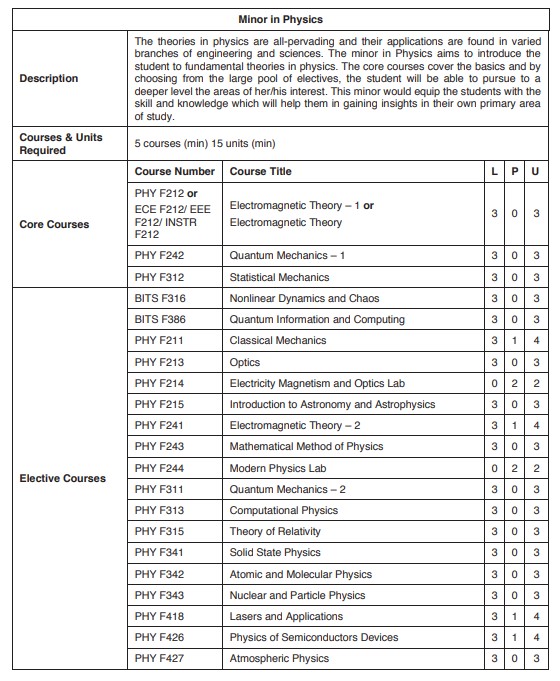 Minor in Physics
Description
The theories in physics are all-pervading and their applications are found in varied
branches of engineering and sciences. The minor in Physics aims to introduce the
student to fundamental theories in physics. The core courses cover the basics and by
choosing from the large pool of electives, the student will be able to pursue to a
deeper level the areas of her/his interest. This minor would equip the students with the
skill and knowledge which will help them in gaining insights in their own primary area
of study.
Courses & Units
Required
5 courses (min) 15 units (min)
Core Courses
Course Number Course Title L P U
PHY F212 or
ECE F212/ EEE
F212/ INSTR
F212
Electromagnetic Theory – 1 or
Electromagnetic Theory
3 0 3
PHY F242 Quantum Mechanics – 1 3 0 3
PHY F312 Statistical Mechanics 3 0 3
Elective Courses
BITS F316 Nonlinear Dynamics and Chaos 3 0 3
BITS F386 Quantum Information and Computing 3 0 3
PHY F211 Classical Mechanics 3 1 4
PHY F213 Optics 3 0 3
PHY F214 Electricity Magnetism and Optics Lab 0 2 2
PHY F215 Introduction to Astronomy and Astrophysics 3 0 3
PHY F241 Electromagnetic Theory – 2 3 1 4
PHY F243 Mathematical Method of Physics 3 0 3
PHY F244 Modern Physics Lab 0 2 2
PHY F311 Quantum Mechanics – 2 3 0 3
PHY F313 Computational Physics 3 0 3
PHY F315 Theory of Relativity 3 0 3
PHY F341 Solid State Physics 3 0 3
PHY F342 Atomic and Molecular Physics 3 0 3
PHY F343 Nuclear and Particle Physics 3 0 3
PHY F418 Lasers and Applications 3 1 4
PHY F426 Physics of Semiconductors Devices 3 1 4
PHY F427 Atmospheric Physics 3 0 3